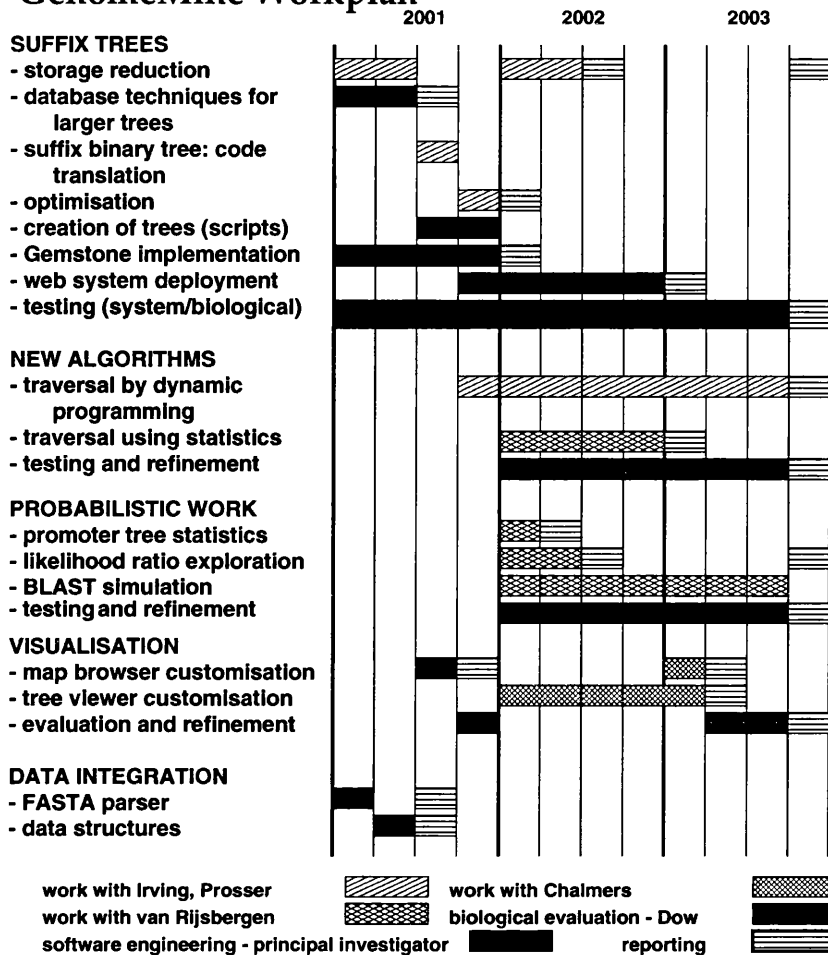 GenomeMine Workplan
2001 2002 2003
SUFFIX TREES
- storage reduction
- database techniques for
larger trees
- suffix binary tree: code
translation
- optimisation
- creation of trees (scripts)
- Gemstone implementation
- web system deployment
- testing (system/biological)
NEW ALGORITHMS
- traversal by dynamic
programming
- traversal using statistics
- testing and refinement
PROBABILISTIC WORK
- promoter tree statistics
- likelihood ratio exploration
- BLAST simulation
- testing and refinement
VISUALISATION
- map browser customisation
- tree viewer customisation
- evaluation and refinement
DATA INTEGRATION
- FASTA parser
- data structures
work with Irving, Prosser work with Chalmers
work with van Rijsbergen biological evaluation - Dow
software engineering - principal investigator reporting